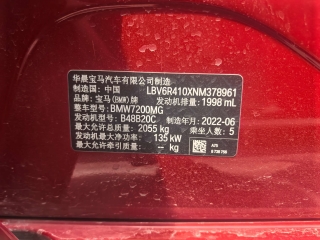 华晨宝马汽车有限公司制造
制造国：中国 LBV6R410XNM378961
品牌：宝马(BMW)牌 发动机排量：1998 mL
整车型号：BMW7200MG
发动机型号：B48B20C 制造年月：2022-06
最大允许总质量：2055 kg 乘坐人数：5
发动机最大净功率：135 kW
最大允许牵引质量：-- kg